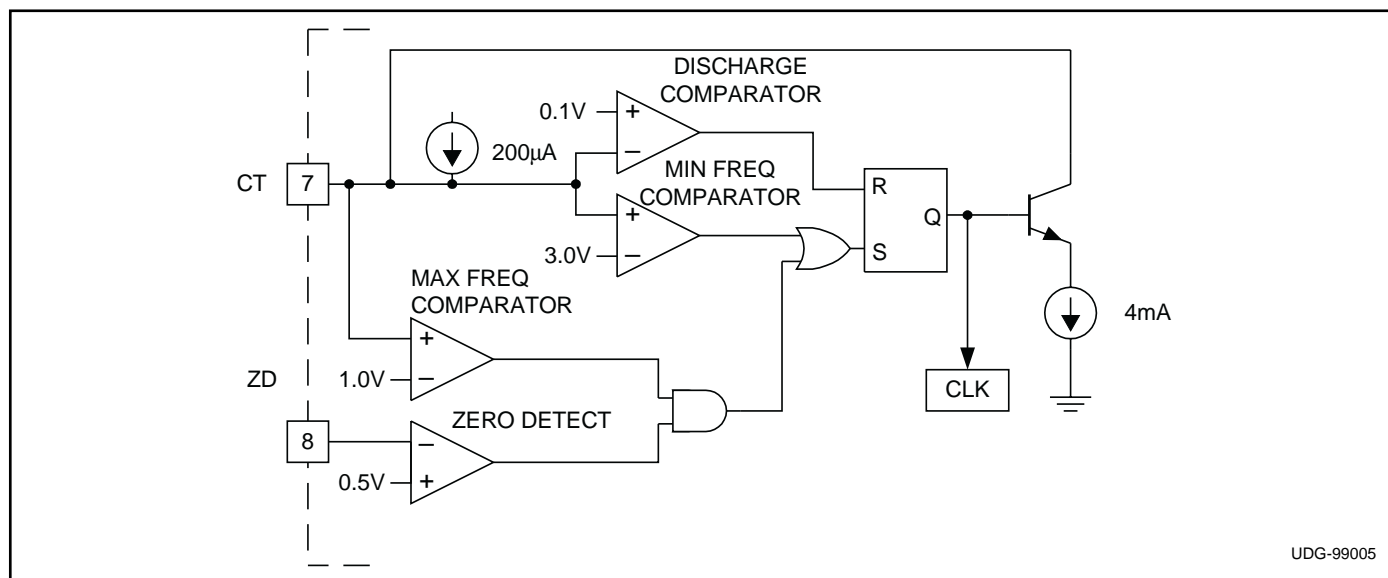 DISCHARGE
COMPARATOR
0.1V
+
−
200µA
CT
7
MIN FREQ
COMPARATOR
+
−
3.0V
R
S
Q
MAX FREQ
COMPARATOR
+
−
1.0V
4mA
CLK
ZD
8
ZERO DETECT
−
+
0.5V
UDG-99005